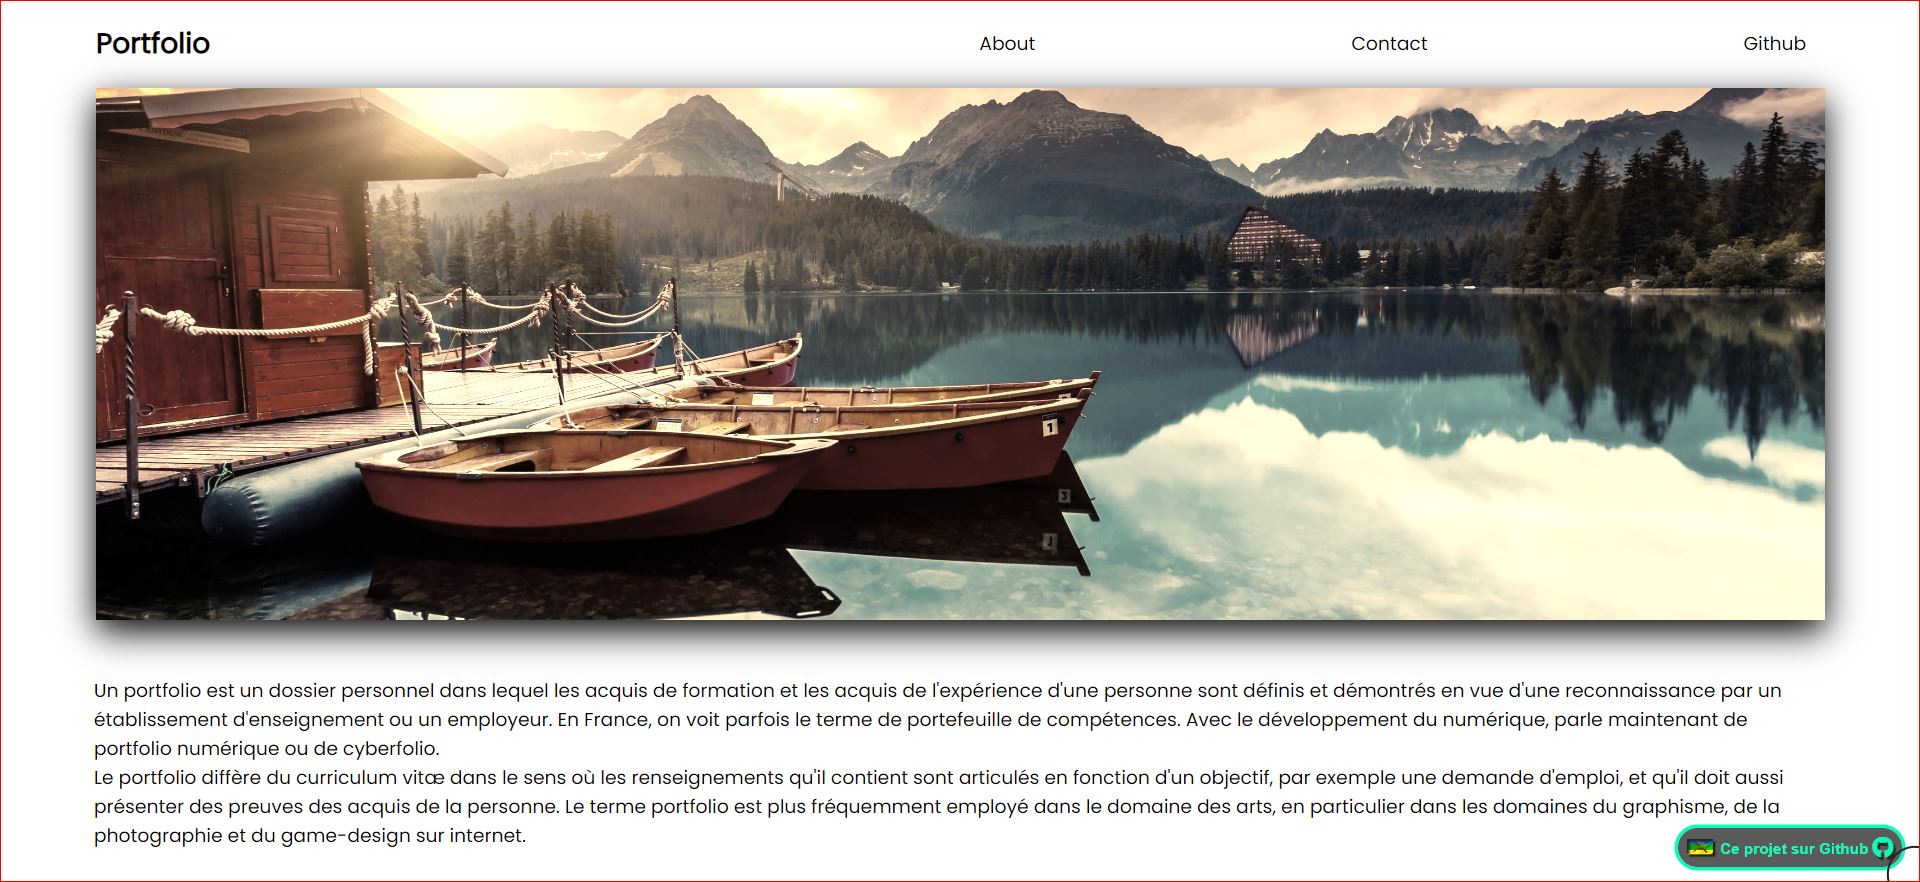 Portfolio
About
Contact
Github
1
Un portfolio est un dossier personnel dans lequel les acquis de formation et les acquis de l'expérience d'une personne sont définis et démontrés en vue d'une reconnaissance par un
établissement d'enseignement ou un employeur. En France, on voit parfois le terme de portefeuille de compétences. Avec le développement du numérique, parle maintenant de
portfolio numérique ou de cyberfolio.
Le portfolio diffère du curriculum vitæ dans le sens où les renseignements qu'il contient sont articulés en fonction d'un objectif, par exemple une demande d'emploi, et qu'il doit aussi
présenter des preuves des acquis de la personne. Le terme portfolio est plus fréquemment employé dans le domaine des arts, en particulier dans les domaines du graphisme, de la
photographie et du game-design sur internet.
Ce projet sur Github